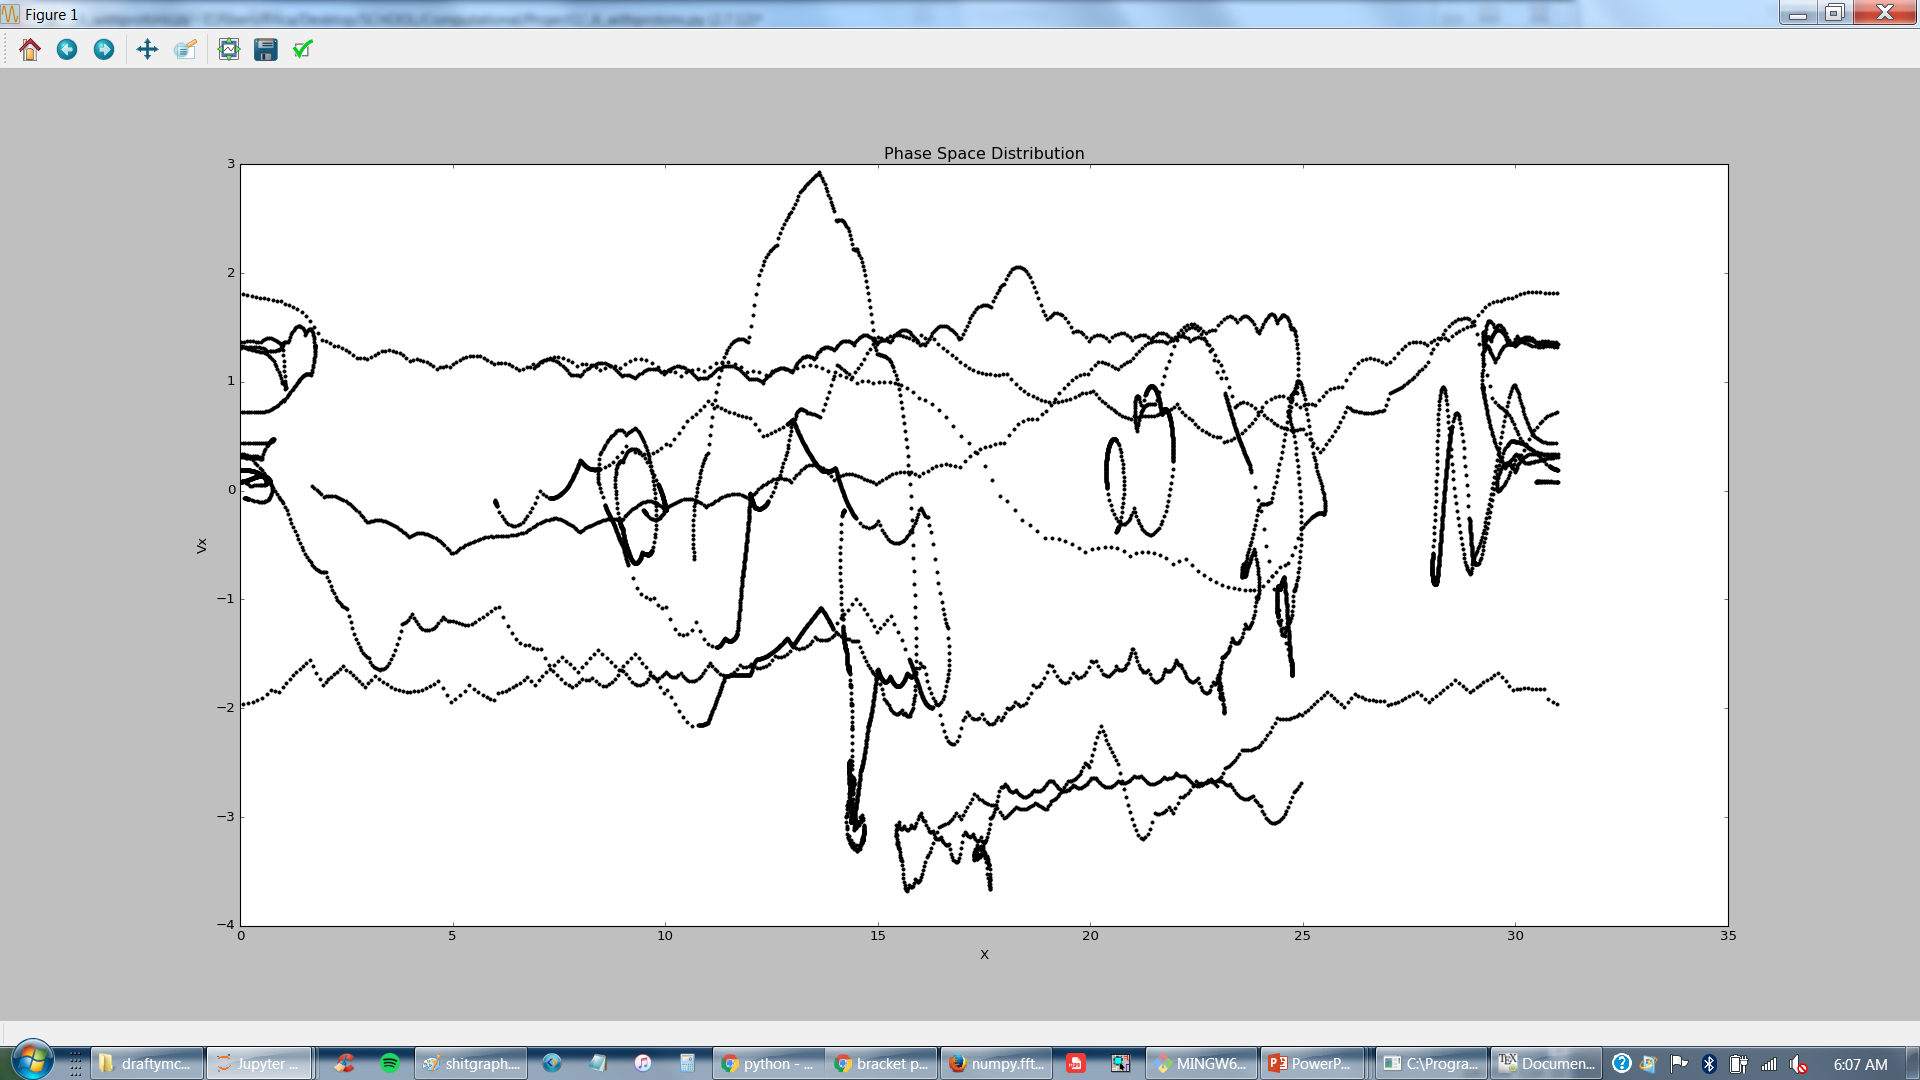 Figure 1
Phase Space Distribution
3
2
1
0
−1
−2
−3
−4
Vx
0 5 10 15 20 25 30 35
X
draftymc... Jupyter ... shitgraph.... python - ... bracket p... numpy.fft... MINGW6... PowerP... C:\Progra... Documen... 6:07 AM